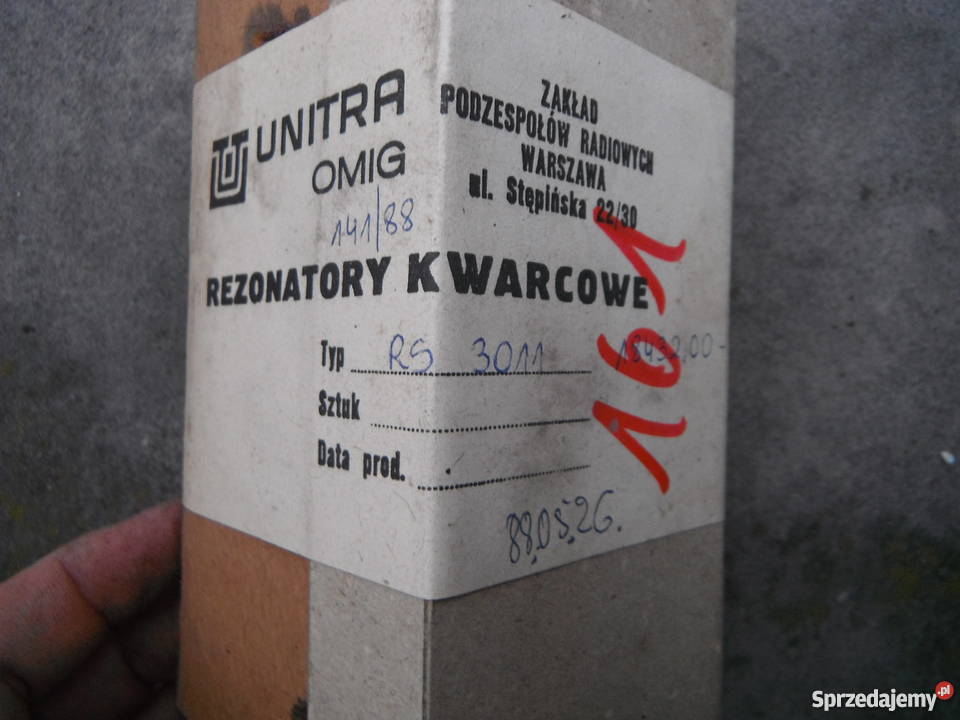 UNITRA
OMIG
141/88
ZAKŁAD
PODZESPOŁÓW RADIOWYCH
WARSZAWA
ul. Stępińska 22/30
REZONATORY KWARCOWE
Typ RS 3011 18432,00-
Sztuk
Data prod.
88.05.26.
161
Sprzedajemy.pl